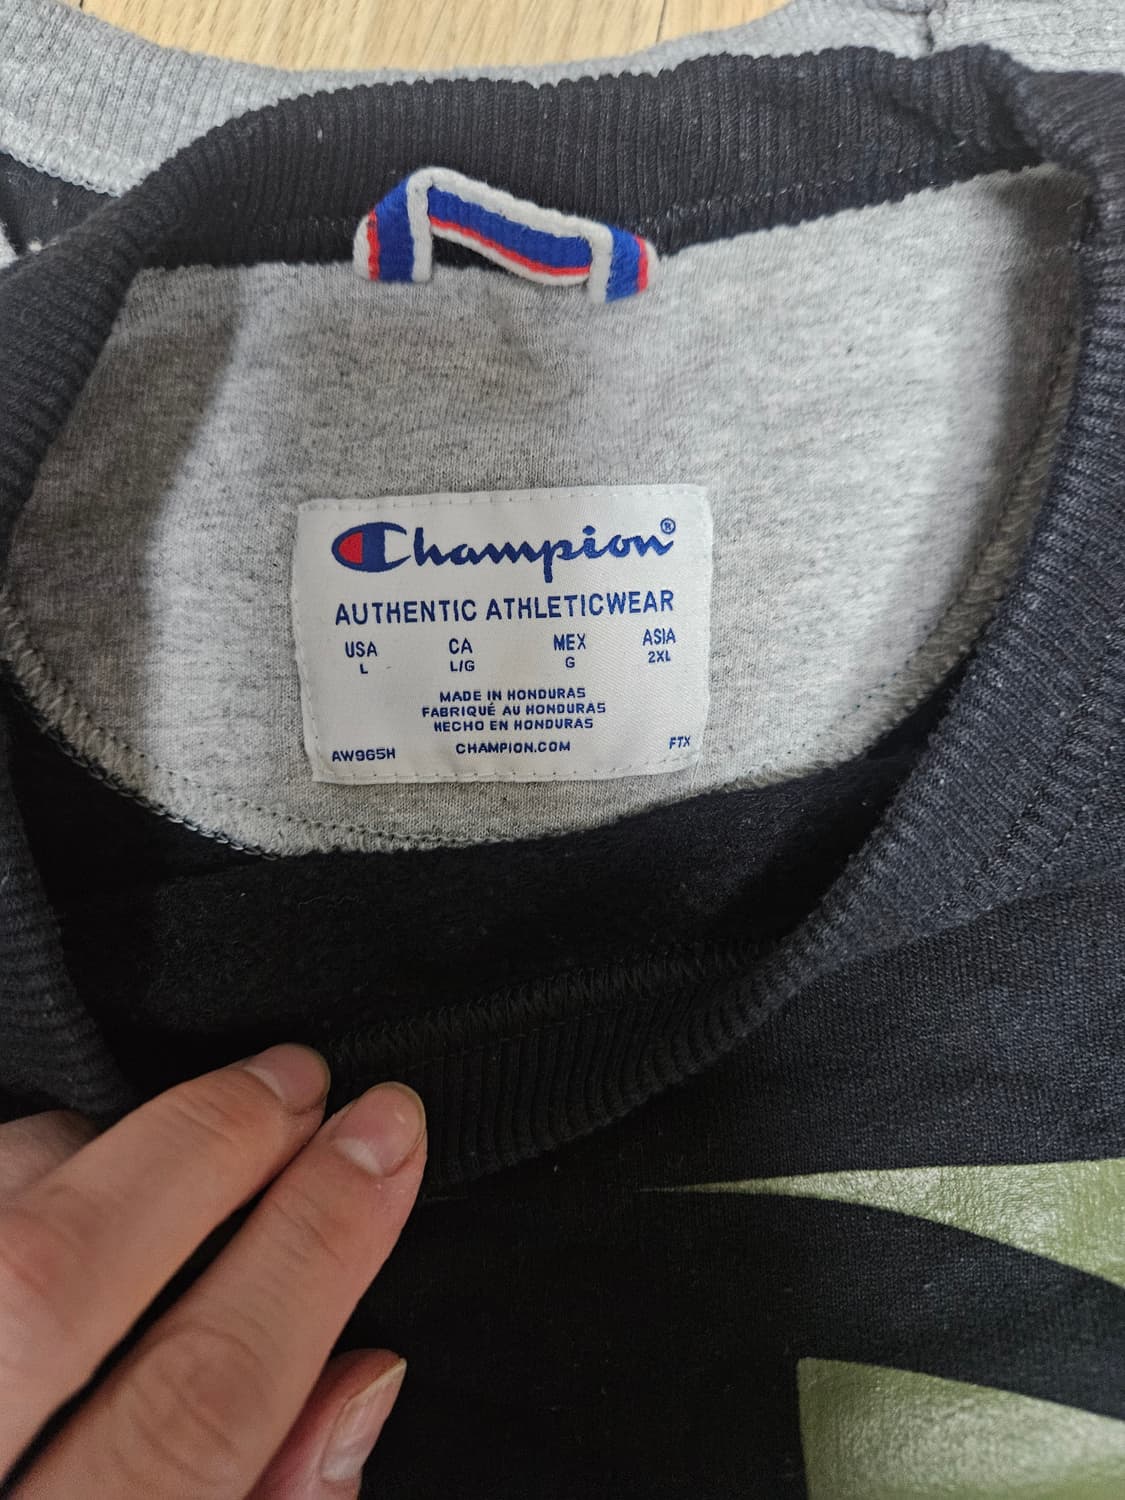 Champion®
AUTHENTIC ATHLETICWEAR
USA CA MEX ASIA
L L/G G 2XL
MADE IN HONDURAS
FABRIQUÉ AU HONDURAS
HECHO EN HONDURAS
AW965H CHAMPION.COM FTX